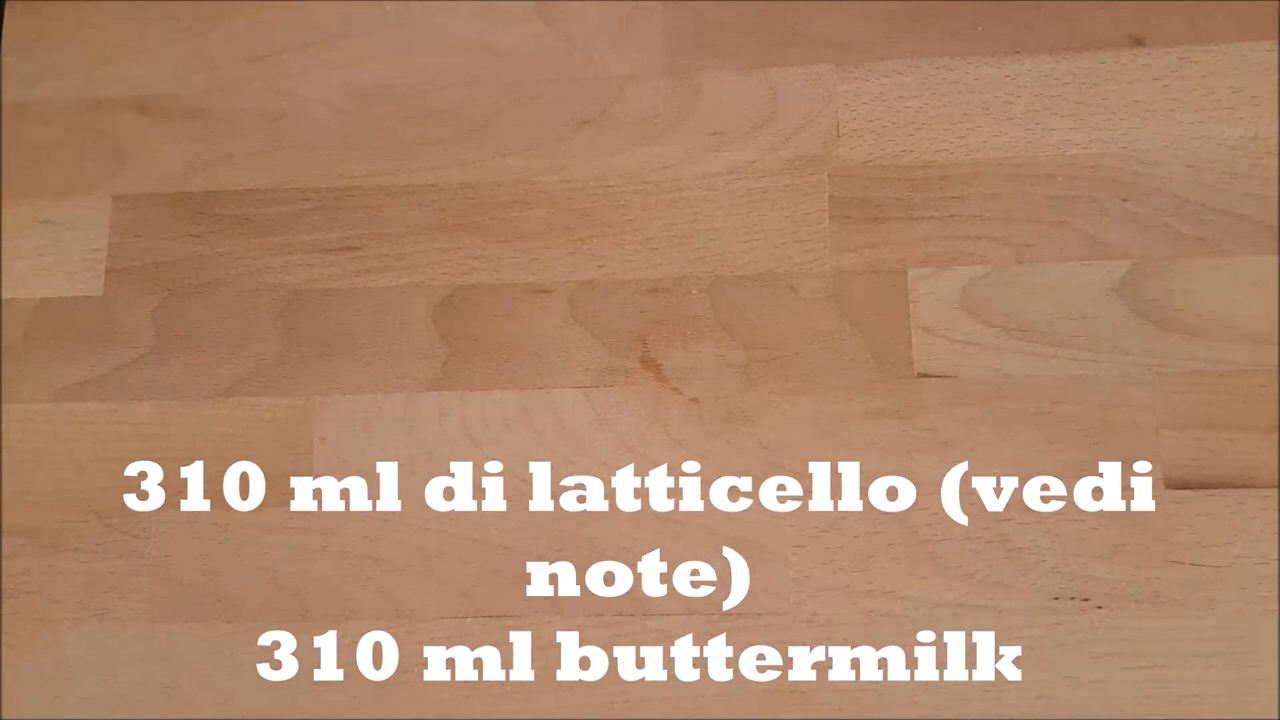 310 ml di latticello (vedi
note)
310 ml buttermilk